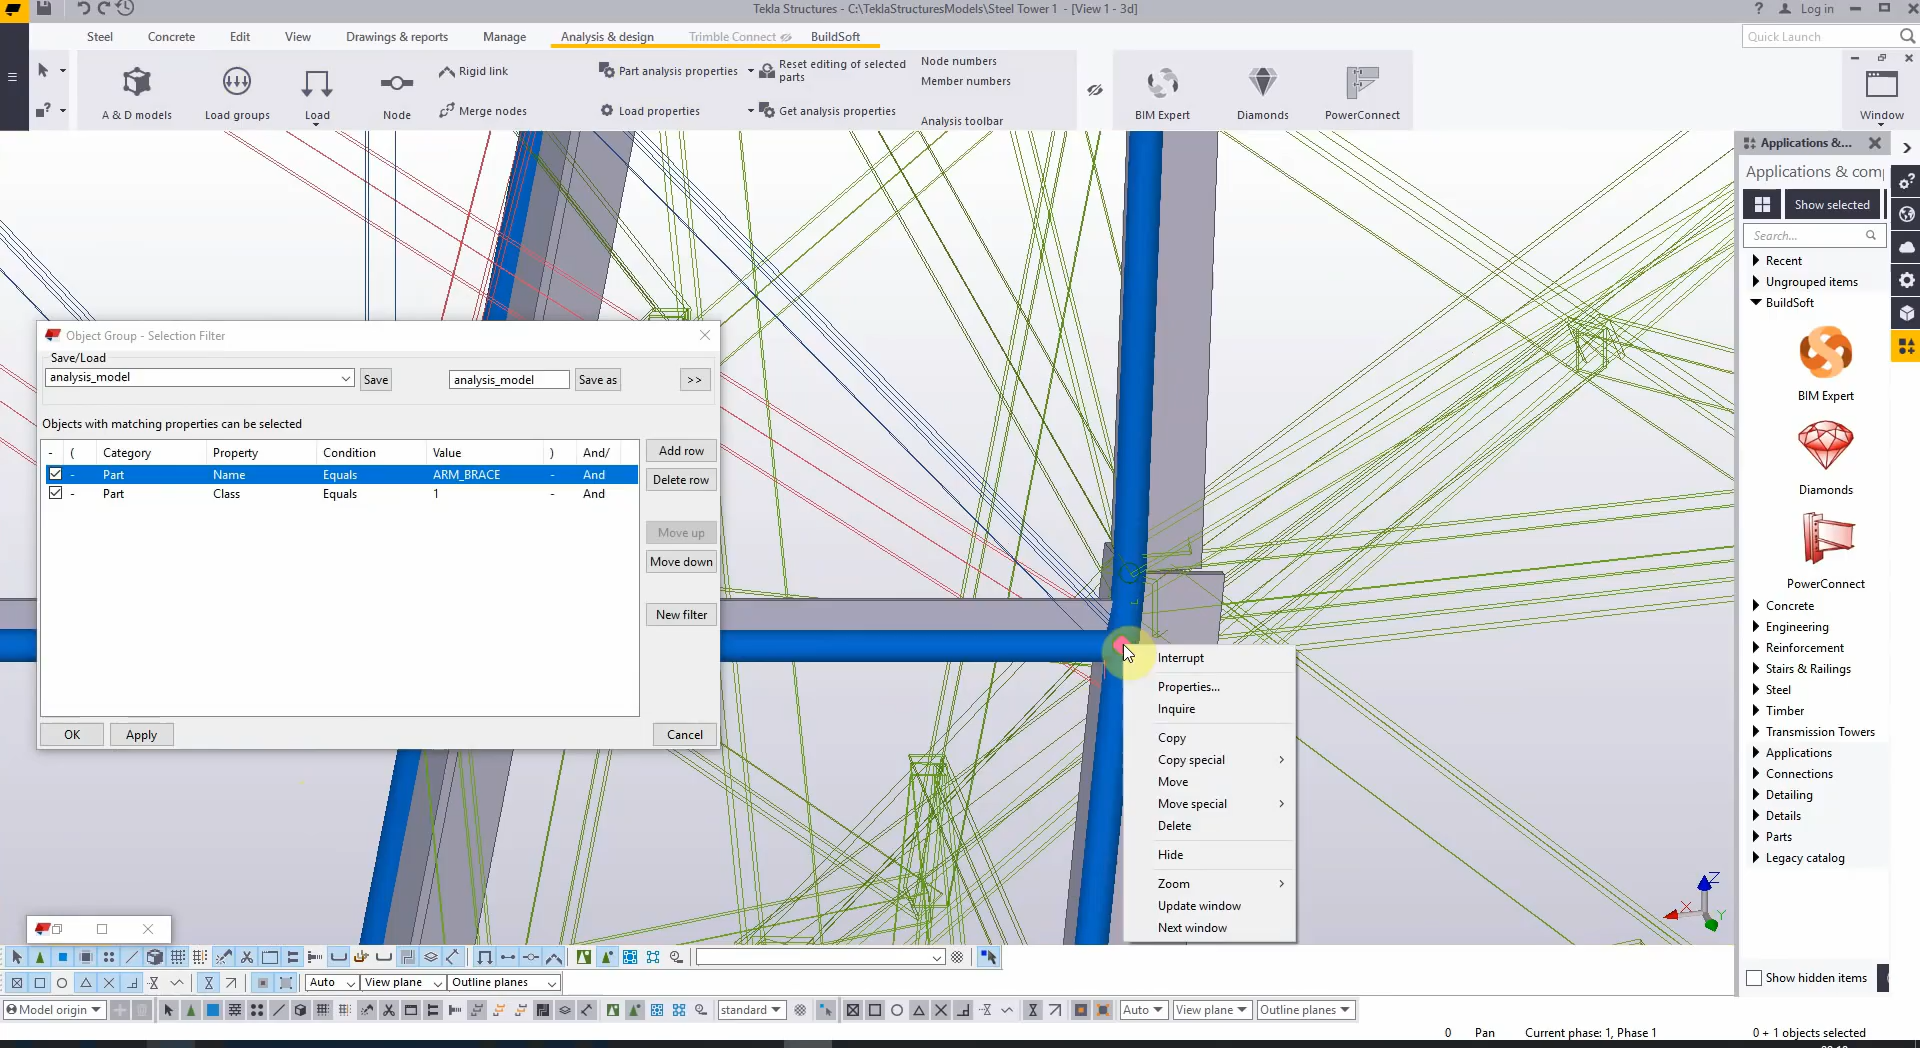 Tekla Structures - C:\TeklaStructuresModels\Steel Tower 1 - [View 1 - 3d]
? Log in
Steel Concrete Edit View Drawings & reports Manage Analysis & design Trimble Connect BuildSoft
Quick Launch
A & D models
Load groups
Load
Node
Rigid link
Merge nodes
Part analysis properties
Load properties
Reset editing of selected parts
Get analysis properties
Node numbers
Member numbers
Analysis toolbar
BIM Expert
Diamonds
PowerConnect
Window
Object Group - Selection Filter
Save/Load
analysis_model
Save
analysis_model
Save as
>>
Objects with matching properties can be selected
- ( Category Property Condition Value ) And/
- Part Name Equals ARM_BRACE - And
- Part Class Equals 1 - And
Add row
Delete row
Move up
Move down
New filter
OK
Apply
Cancel
Interrupt
Properties...
Inquire
Copy
Copy special
Move
Move special
Delete
Hide
Zoom
Update window
Next window
Applications &...
Applications & com
Show selected
Search...
Recent
Ungrouped items
BuildSoft
BIM Expert
Diamonds
PowerConnect
Concrete
Engineering
Reinforcement
Stairs & Railings
Steel
Timber
Transmission Towers
Applications
Connections
Detailing
Details
Parts
Legacy catalog
Show hidden items
Z
X
Y
Auto View plane Outline planes
Model origin
standard
Auto View plane Outline planes
0 Pan Current phase: 1, Phase 1 0 + 1 objects selected